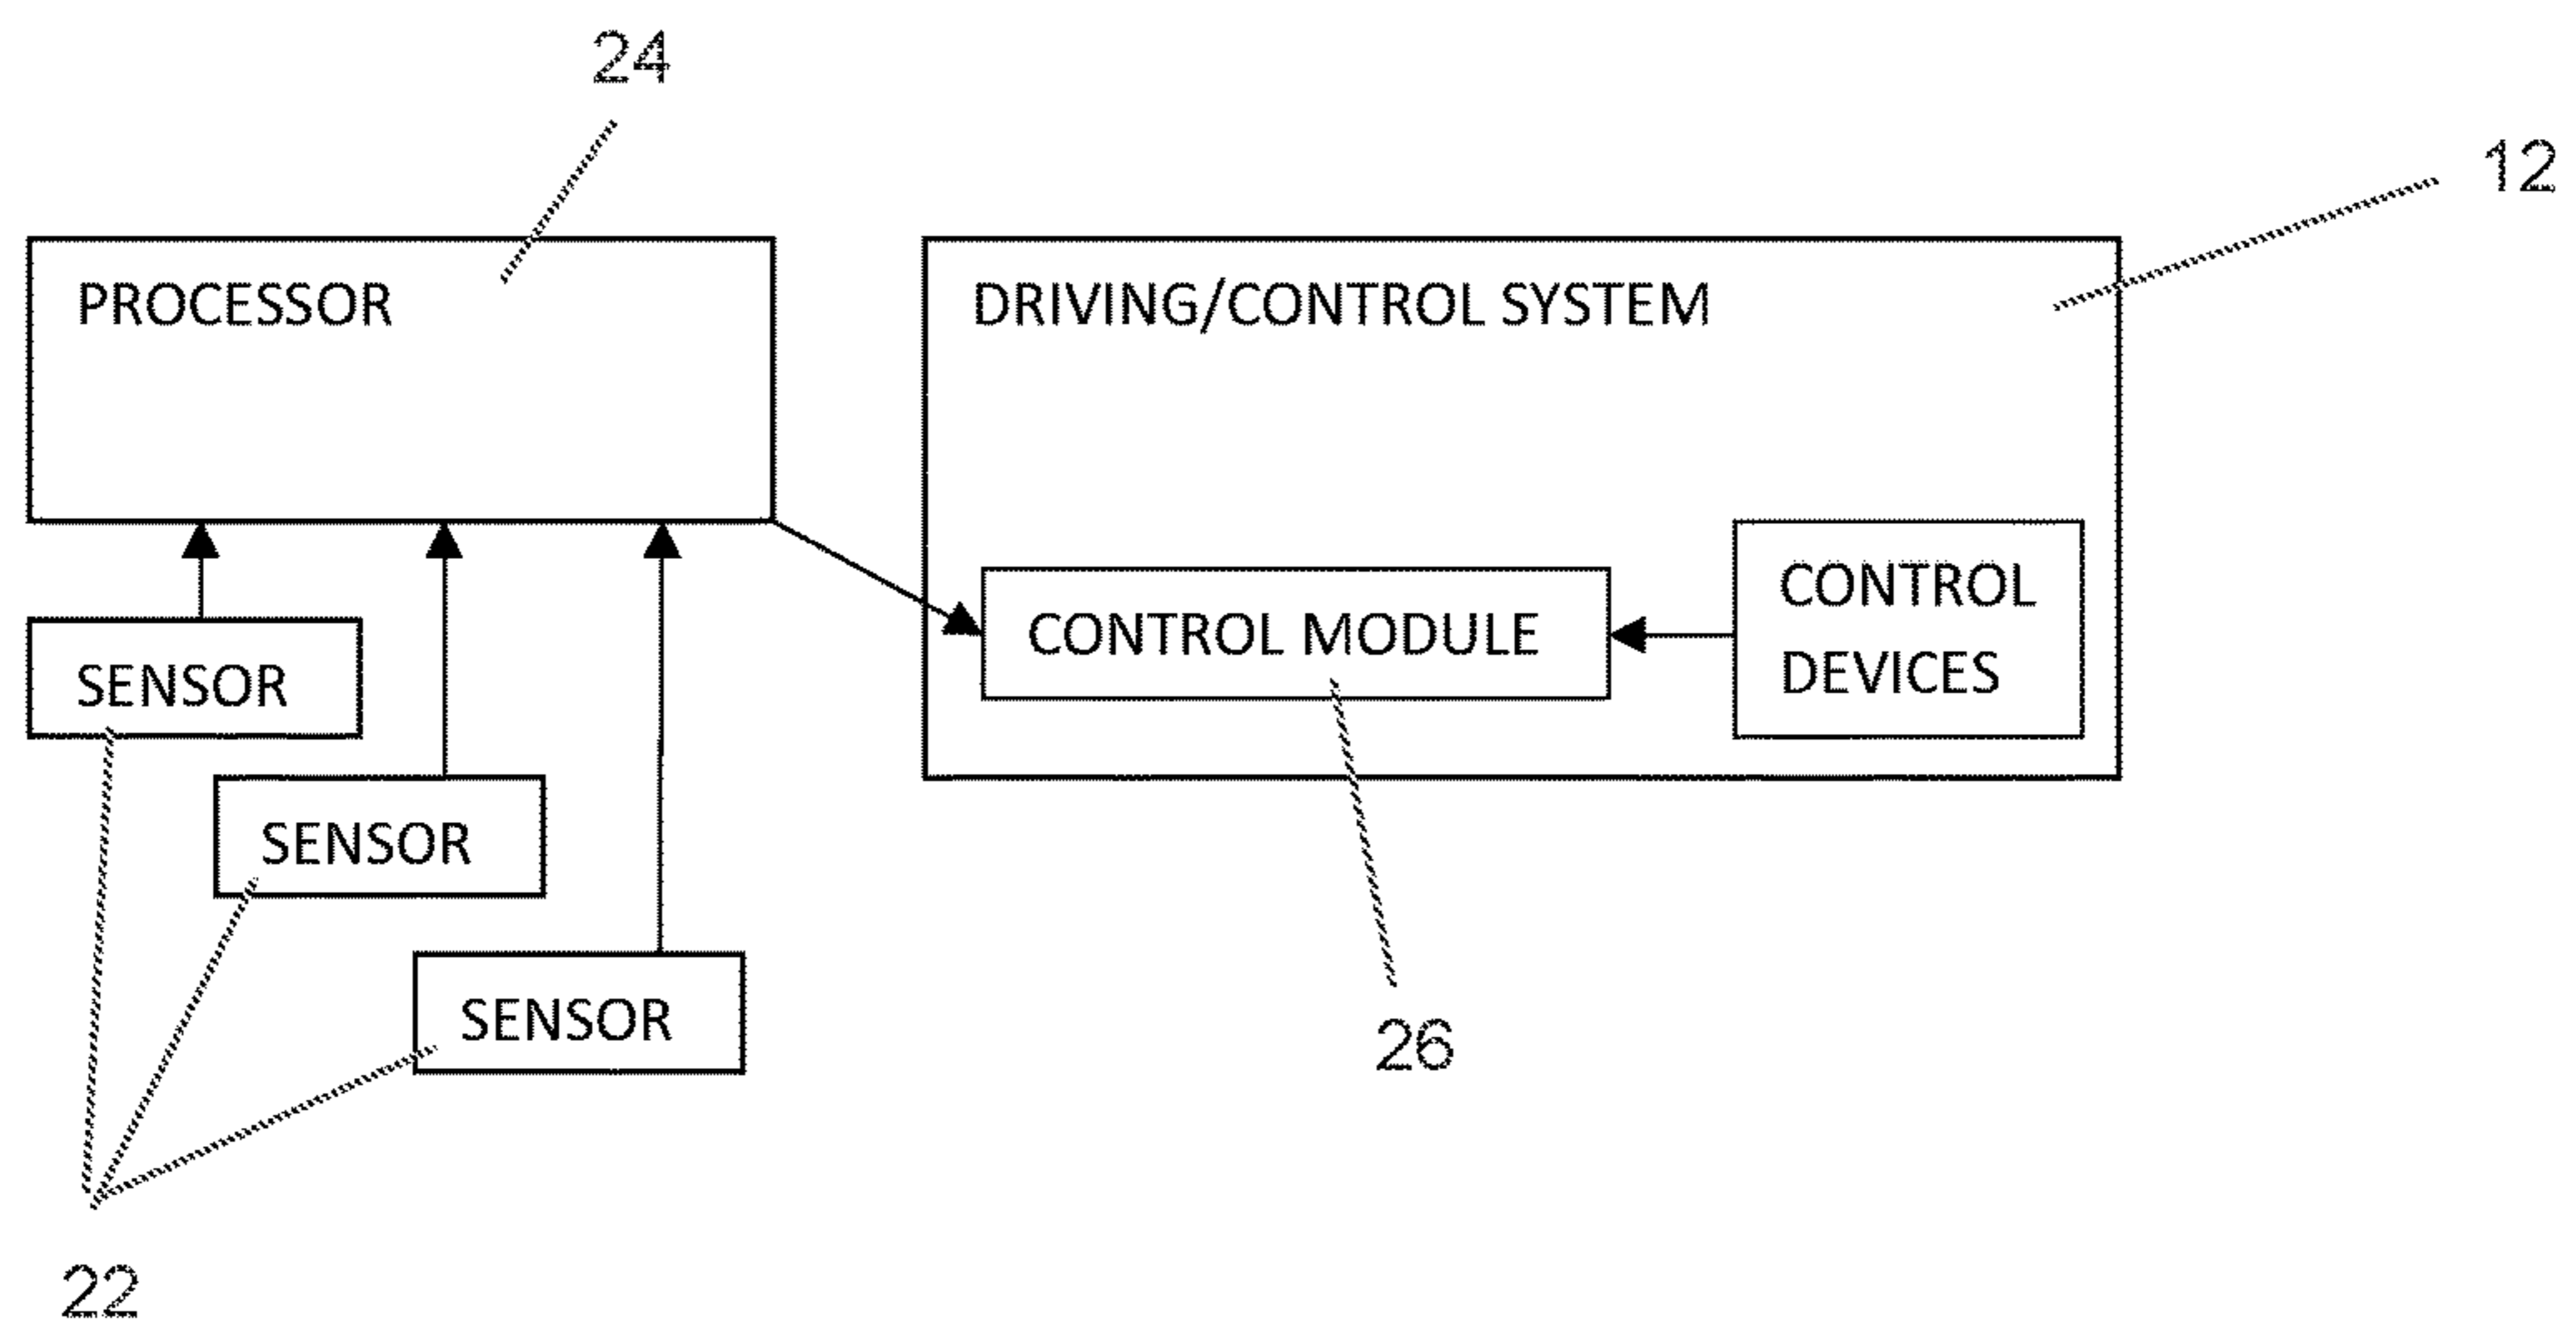 24
12
PROCESSOR
DRIVING/CONTROL SYSTEM
CONTROL MODULE
CONTROL
DEVICES
SENSOR
SENSOR
SENSOR
26
22